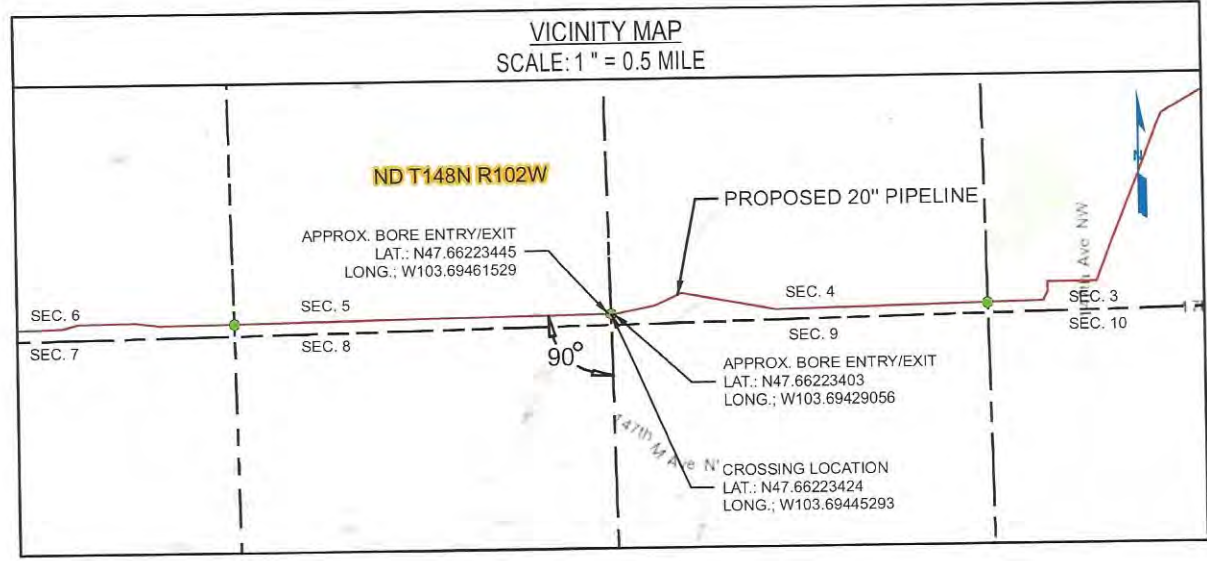 VICINITY MAP
SCALE: 1 " = 0.5 MILE
ND T148N R102W
PROPOSED 20" PIPELINE
APPROX. BORE ENTRY/EXIT
LAT.: N47.66223445
LONG.; W103.69461529
SEC. 6
SEC. 5
SEC. 4
SEC. 3
SEC. 7
SEC. 8
SEC. 9
SEC. 10
90°
APPROX. BORE ENTRY/EXIT
LAT.: N47.66223403
LONG.; W103.69429056
147th
M Ave N'
CROSSING LOCATION
LAT.: N47.66223424
LONG.; W103.69445293
Ave NW
N